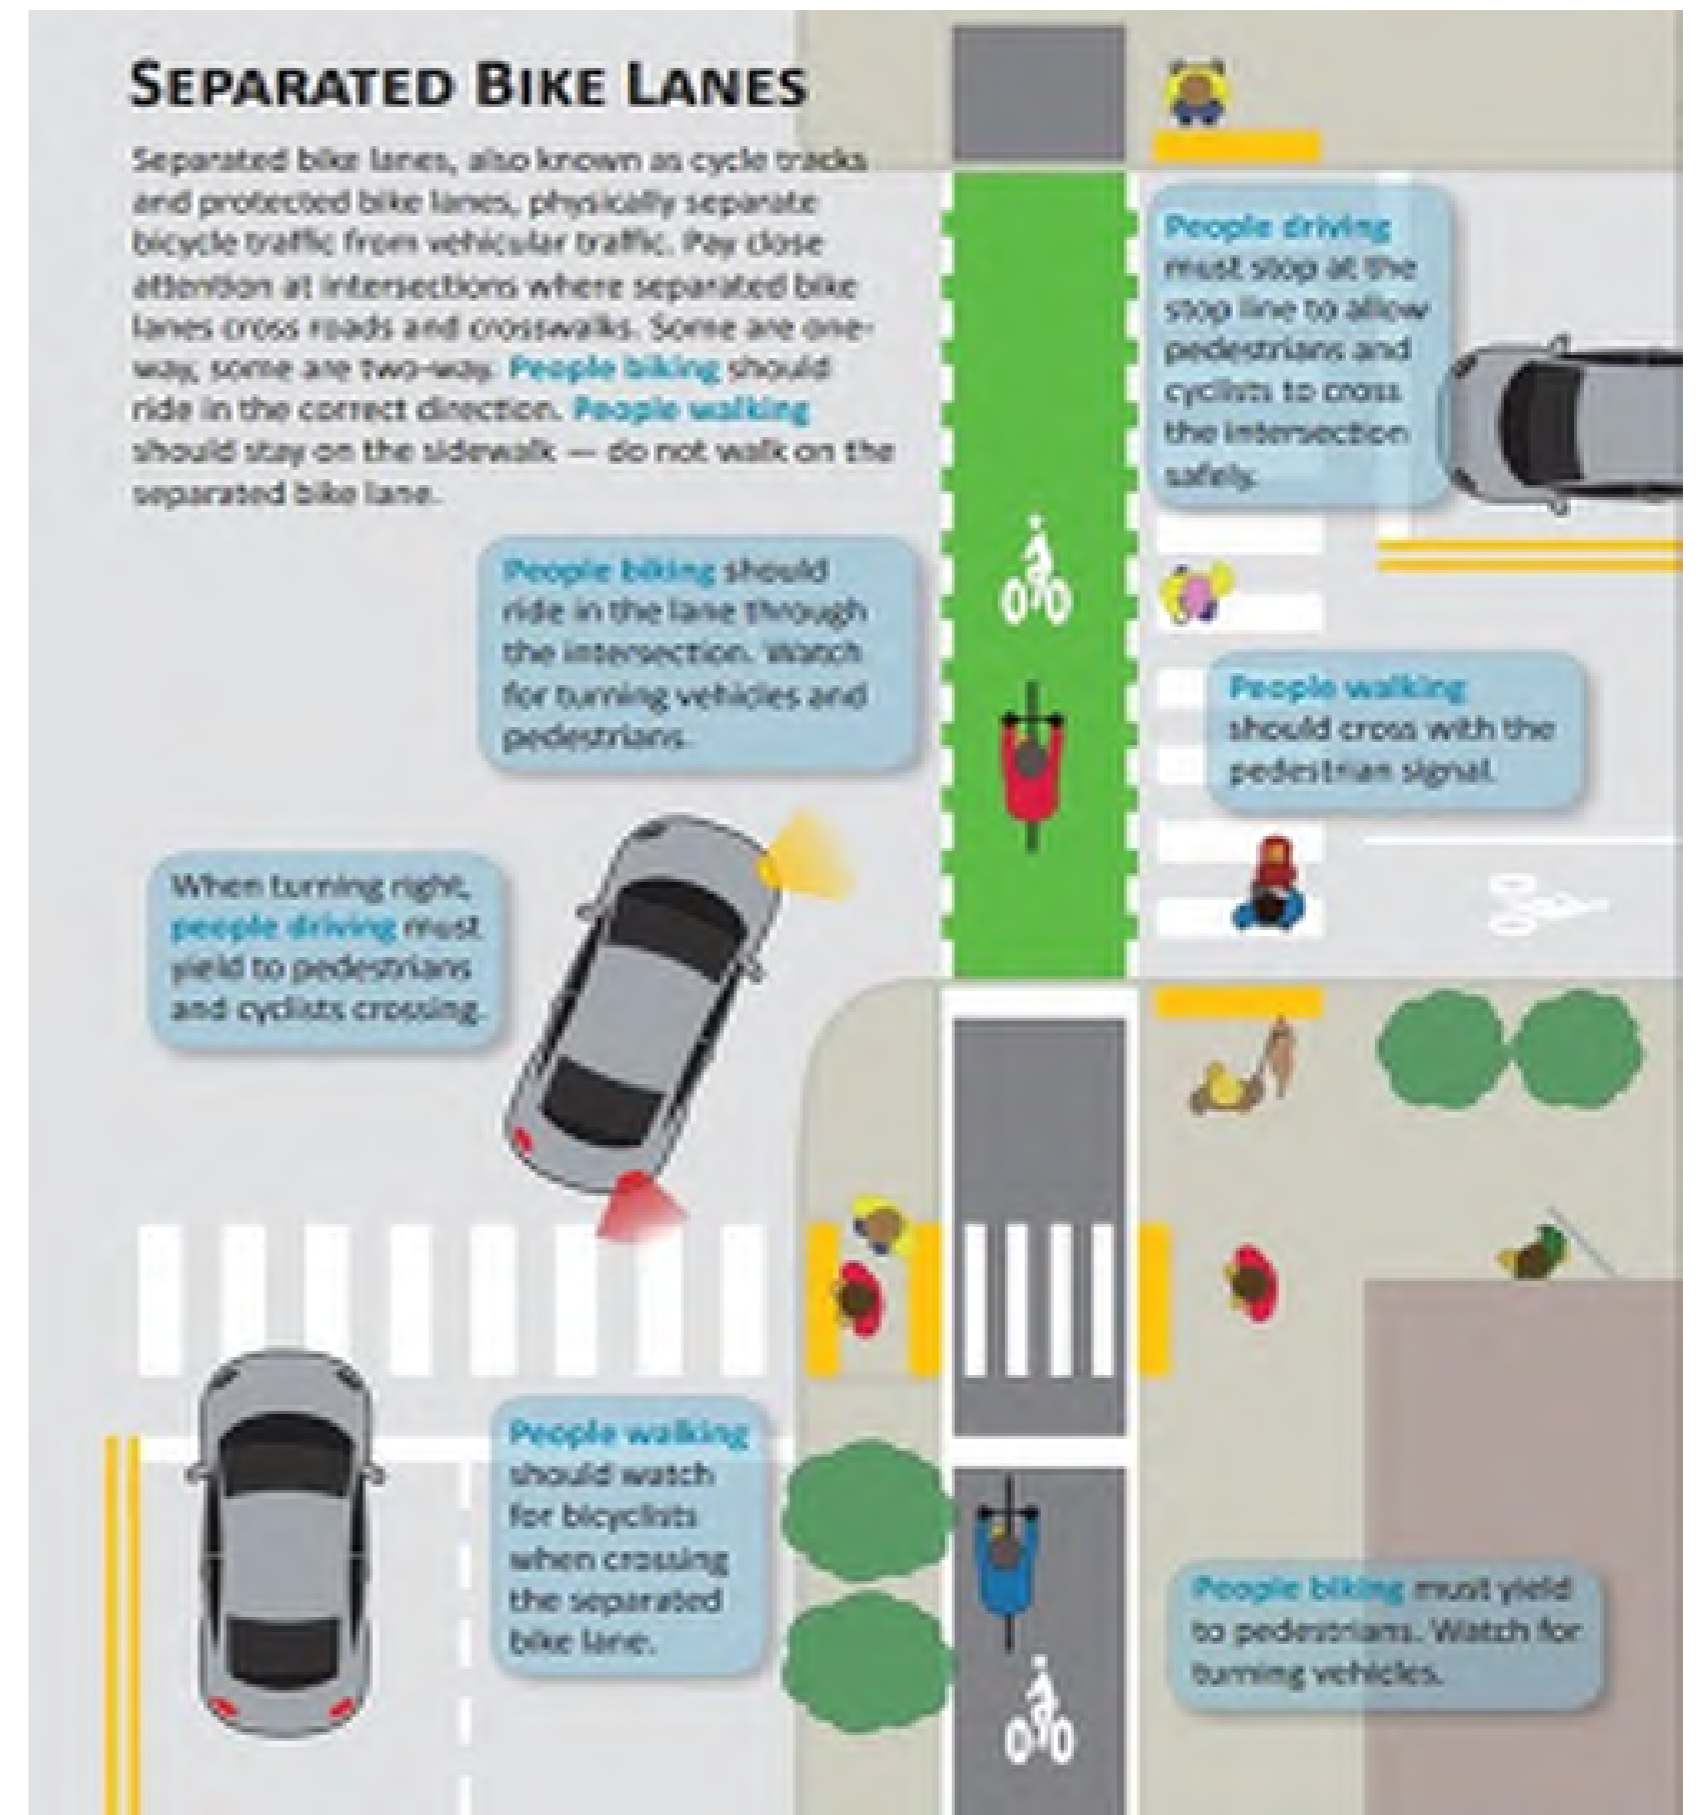 SEPARATED BIKE LANES
Separated bike lanes, also known as cycle tracks
and protected bike lanes, physically separate
bicycle traffic from vehicular traffic. Pay close
attention at intersections where separated bike
lanes cross roads and crosswalks. Some are one-
way, some are two-way. People biking should
ride in the correct direction. People walking
should stay on the sidewalk — do not walk on the
separated bike lane.
People driving
must stop at the
stop line to allow
pedestrians and
cyclists to cross
the intersection
safely.
People biking should
ride in the lane through
the intersection. Watch
for turning vehicles and
pedestrians.
People walking
should cross with the
pedestrian signal.
When turning right,
people driving must
yield to pedestrians
and cyclists crossing.
People walking
should watch
for bicyclists
when crossing
the separated
bike lane.
People biking must yield
to pedestrians. Watch for
turning vehicles.